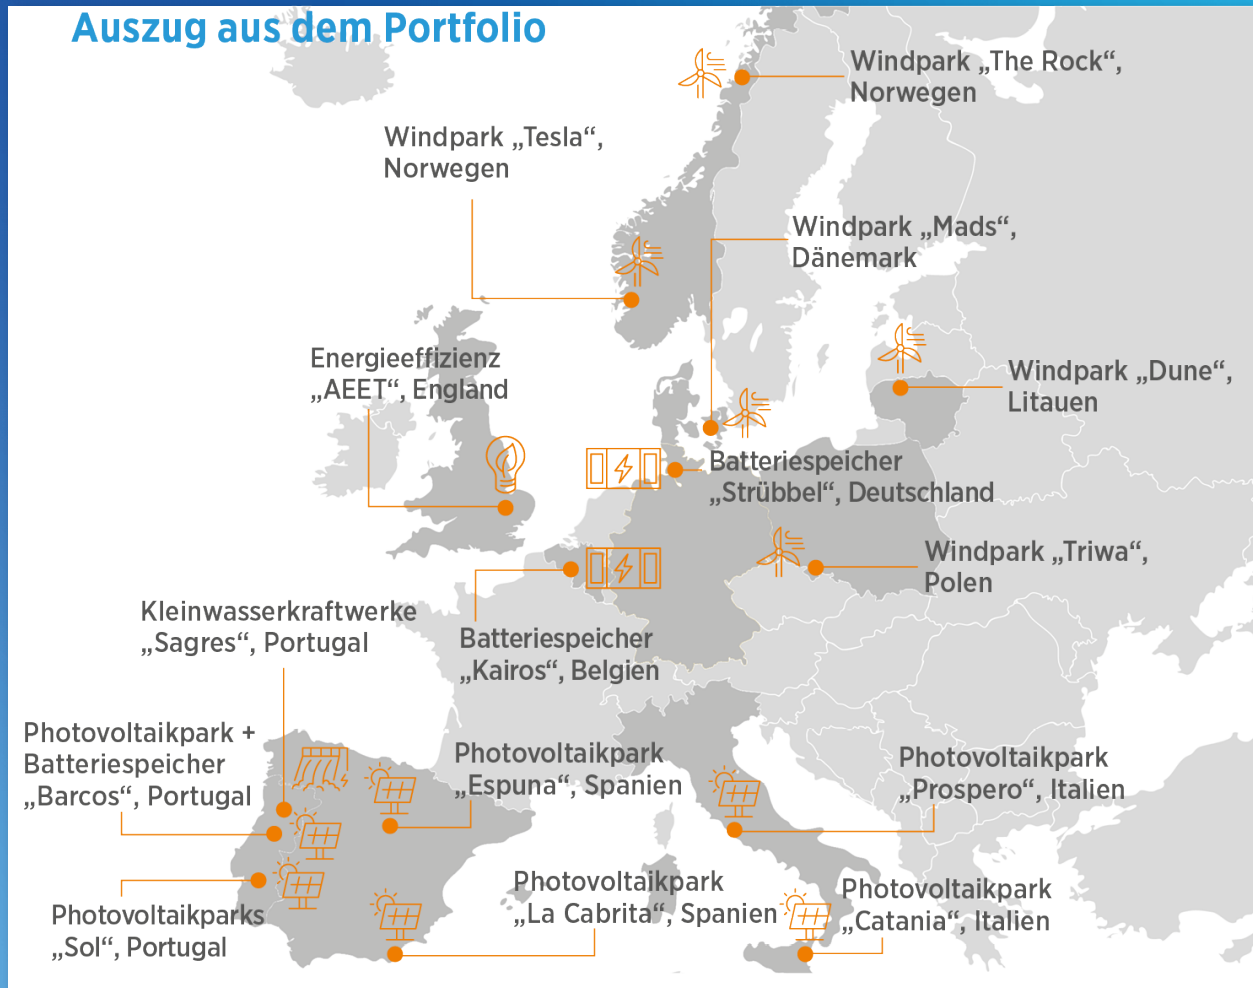 Auszug aus dem Portfolio
Windpark „The Rock“,
Norwegen
Windpark „Tesla“,
Norwegen
Windpark „Mads“,
Dänemark
Energieeffizienz
„AEET“, England
Windpark „Dune“,
Litauen
Batteriespeicher
„Strübbel“, Deutschland
Windpark „Triwa“,
Polen
Kleinwasserkraftwerke
„Sagres“, Portugal
Batteriespeicher
„Kairos“, Belgien
Photovoltaikpark +
Batteriespeicher
„Barcos“, Portugal
Photovoltaikpark
„Espuna“, Spanien
Photovoltaikpark
„Prospero“, Italien
Photovoltaikparks
„Sol“, Portugal
Photovoltaikpark
„La Cabrita“, Spanien
Photovoltaikpark
„Catania“, Italien